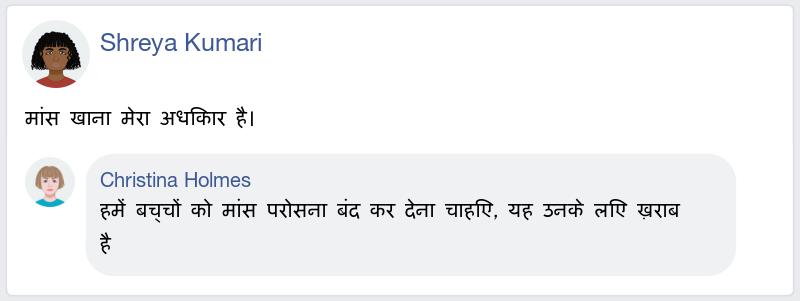 Shreya Kumari
मांस खाना मेरा अधिकार है।
Christina Holmes
हमें बच्चों को मांस परोसना बंद कर देना चाहिए, यह उनके लिए ख़राब
है